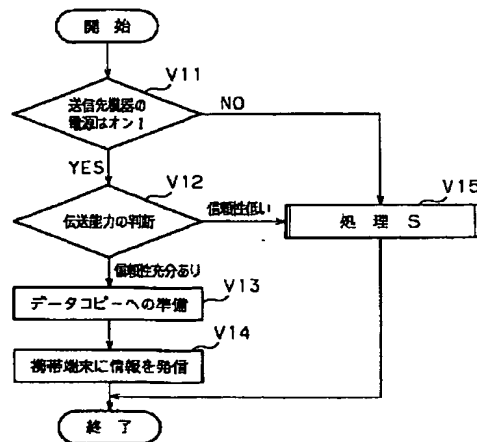 開 始
V11
送信先機器の
電源はオン？
NO
YES
V12
伝送能力の判断
信頼性低い
V15
処 理 S
信頼性充分あり
V13
データコピーへの準備
V14
携帯端末に情報を発信
終 了